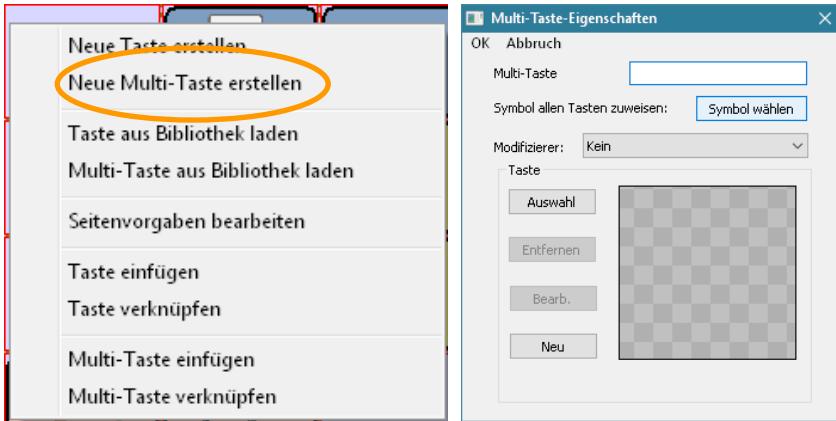 Neue Taste erstellen
Neue Multi-Taste erstellen
Taste aus Bibliothek laden
Multi-Taste aus Bibliothek laden
Seitenvorgaben bearbeiten
Taste einfügen
Taste verknüpfen
Multi-Taste einfügen
Multi-Taste verknüpfen
Multi-Taste-Eigenschaften
OK Abbruch
Multi-Taste
Symbol allen Tasten zuweisen: Symbol wählen
Modifizierer: Kein
Taste
Auswahl
Entfernen
Bearb.
Neu